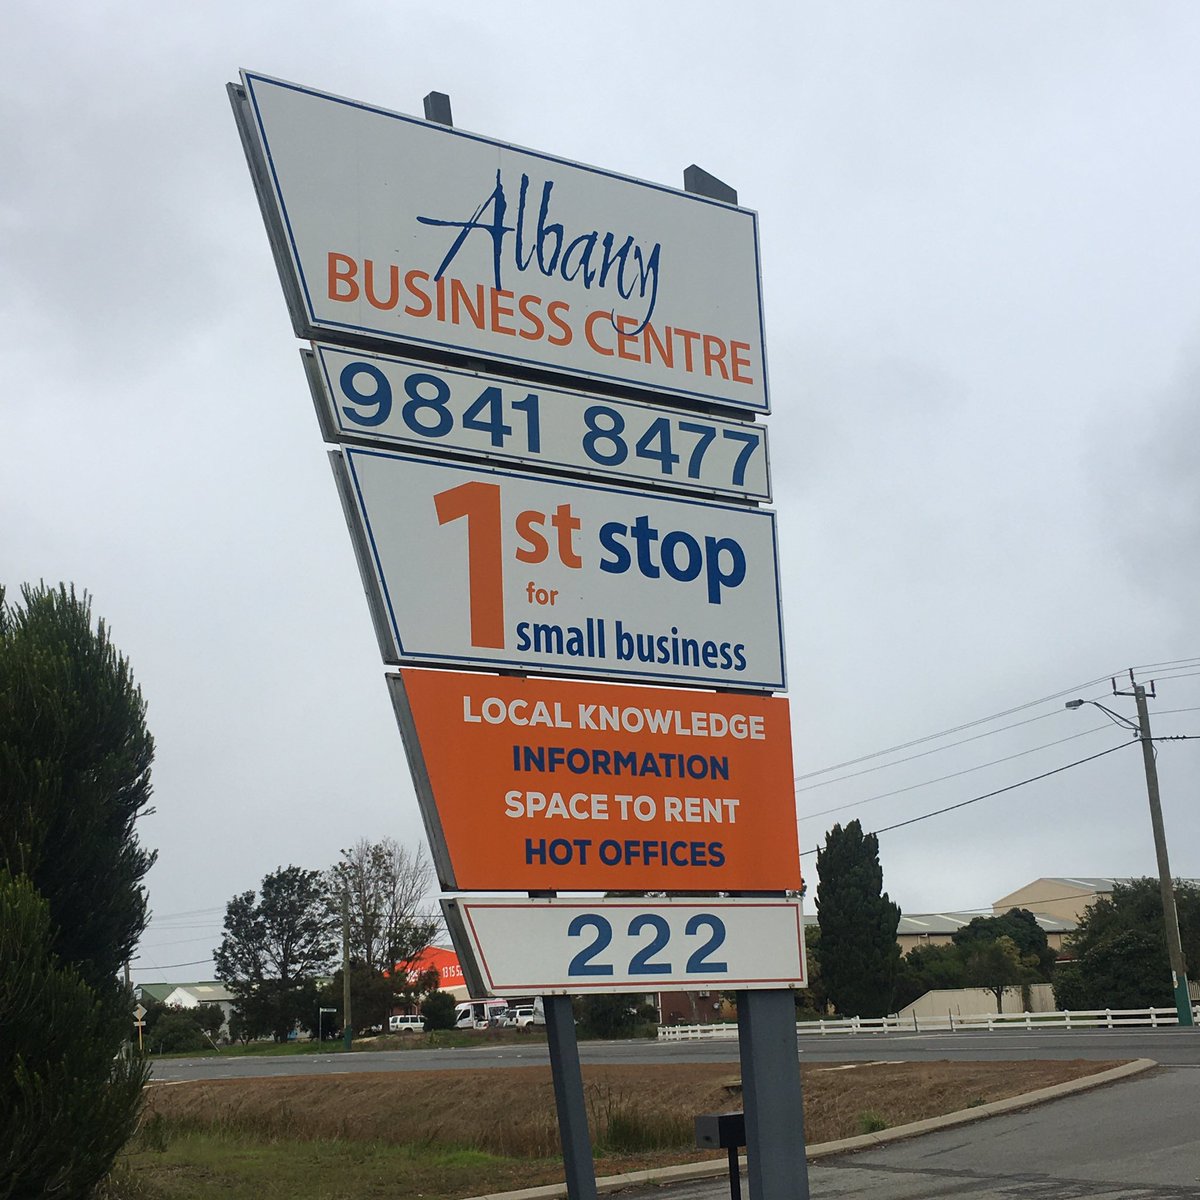 Albany
BUSINESS CENTRE
9841 8477
1st stop
for
small business
LOCAL KNOWLEDGE
INFORMATION
SPACE TO RENT
HOT OFFICES
222